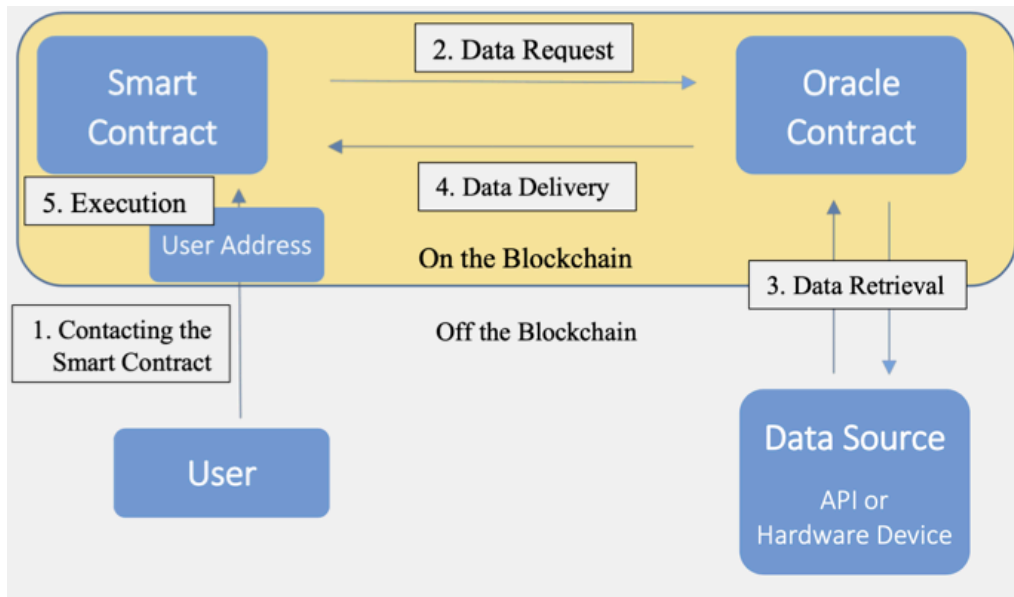 Smart
Contract
2. Data Request
Oracle
Contract
4. Data Delivery
5. Execution
User Address
On the Blockchain
3. Data Retrieval
1. Contacting the
Smart Contract
Off the Blockchain
User
Data Source
API or
Hardware Device